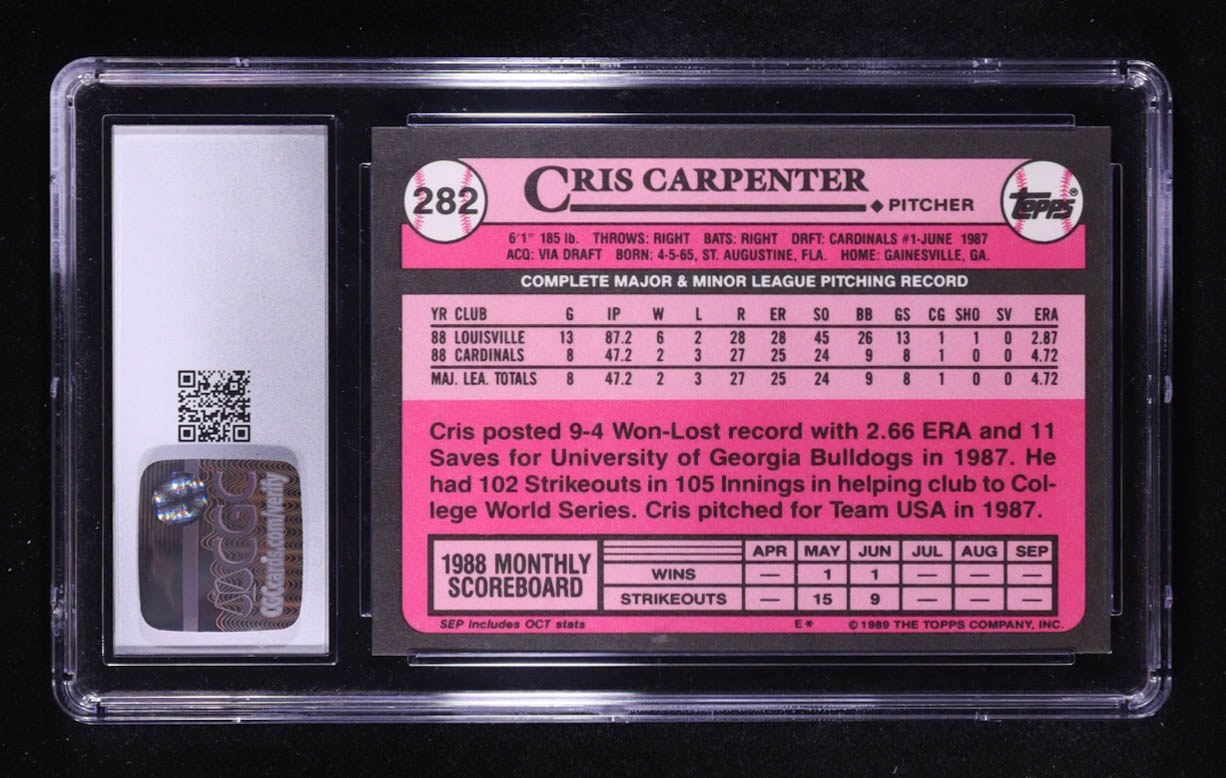 282
CRIS CARPENTER
◆ PITCHER
TOPPS®
6'1" 185 lb. THROWS: RIGHT BATS: RIGHT DRFT: CARDINALS #1-JUNE 1987
ACQ: VIA DRAFT BORN: 4-5-65, ST. AUGUSTINE, FLA. HOME: GAINESVILLE, GA.
COMPLETE MAJOR & MINOR LEAGUE PITCHING RECORD
YR CLUB G IP W L R ER SO BB GS CG SHO SV ERA
88 LOUISVILLE 13 87.2 6 2 28 28 45 26 13 1 1 0 2.87
88 CARDINALS 8 47.2 2 3 27 25 24 9 8 1 0 0 4.72
MAJ. LEA. TOTALS 8 47.2 2 3 27 25 24 9 8 1 0 0 4.72
Cris posted 9-4 Won-Lost record with 2.66 ERA and 11
Saves for University of Georgia Bulldogs in 1987. He
had 102 Strikeouts in 105 Innings in helping club to Col-
lege World Series. Cris pitched for Team USA in 1987.
1988 MONTHLY
SCOREBOARD
APR MAY JUN JUL AUG SEP
WINS — 1 1 — — —
STRIKEOUTS — 15 9 — — —
SEP includes OCT stats
E*
© 1989 THE TOPPS COMPANY, INC.
CGC
CGCcards.com/verify